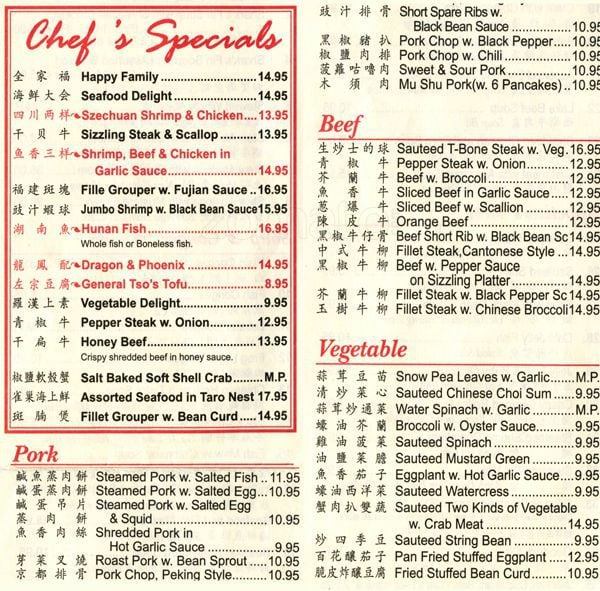 Chef's Specials
全家福 Happy Family 14.95
海鮮大会 Seafood Delight 14.95
四川两样 Szechuan Shrimp & Chicken 13.95
干贝牛 Sizzling Steak & Scallop 13.95
魚香三样 Shrimp, Beef & Chicken in
Garlic Sauce 14.95
福建斑塊 Fille Grouper w. Fujian Sauce 16.95
豉汁蝦球 Jumbo Shrimp w. Black Bean Sauce 15.95
湖南魚 Hunan Fish 16.95
Whole fish or Boneless fish.
龍鳳配 Dragon & Phoenix 14.95
左宗豆腐 General Tso's Tofu 8.95
羅漢上素 Vegetable Delight 9.95
青椒牛 Pepper Steak w. Onion 12.95
干扁牛 Honey Beef 13.95
Crispy shredded beef in honey sauce.
椒鹽軟殼蟹 Salt Baked Soft Shell Crab M.P.
雀巢海上鮮 Assorted Seafood in Taro Nest 17.95
斑腩煲 Fillet Grouper w. Bean Curd 14.95
Pork
鹹魚蒸肉餅 Steamed Pork w. Salted Fish 11.95
鹹蛋蒸肉餅 Steamed Pork w. Salted Egg 10.95
鹹蛋吊片 Steamed Pork w. Salted Egg
蒸肉餅 & Squid 10.95
魚香肉絲 Shredded Pork in
Hot Garlic Sauce 9.95
芽菜叉燒 Roast Pork w. Bean Sprout 10.95
京都排骨 Pork Chop, Peking Style 10.95
豉汁排骨 Short Spare Ribs w.
Black Bean Sauce 10.95
黑椒豬扒 Pork Chop w. Black Pepper 10.95
椒鹽肉排 Pork Chop w. Chili 10.95
菠蘿咕嚕肉 Sweet & Sour Pork 10.95
木須肉 Mu Shu Pork(w. 6 Pancakes) 10.95
Beef
生炒士的球 Sauteed T-Bone Steak w. Veg. 16.95
青椒牛 Pepper Steak w. Onion 12.95
芥蘭牛 Beef w. Broccoli 12.95
魚香牛 Sliced Beef in Garlic Sauce 12.95
蔥爆牛 Sliced Beef w. Scallion 12.95
陳皮牛 Orange Beef 12.95
黑椒牛仔骨 Beef Short Rib w. Black Bean Sc 14.95
中式牛柳 Fillet Steak,Cantonese Style 14.95
黑椒牛柳 Beef w. Pepper Sauce
on Sizzling Platter 14.95
芥蘭牛柳 Fillet Steak w. Black Pepper Sc 14.95
玉樹牛柳 Fillet Steak w. Chinese Broccoli 14.95
Vegetable
蒜茸豆苗 Snow Pea Leaves w. Garlic M.P.
清炒菜心 Sauteed Chinese Choi Sum 9.95
蒜茸炒通菜 Water Spinach w. Garlic M.P.
蠔油芥蘭 Broccoli w. Oyster Sauce 9.95
雞油菠菜 Sauteed Spinach 9.95
油鹽菜膽 Sauteed Mustard Green 9.95
魚香茄子 Eggplant w. Hot Garlic Sauce 9.95
蠔油西洋菜 Sauteed Watercress 9.95
蟹肉扒雙蔬 Sauteed Two Kinds of Vegetable
w. Crab Meat 14.95
炒四季豆 Sauteed String Bean 9.95
百花釀茄子 Pan Fried Stuffed Eggplant 12.95
脆皮炸釀豆腐 Fried Stuffed Bean Curd 10.95